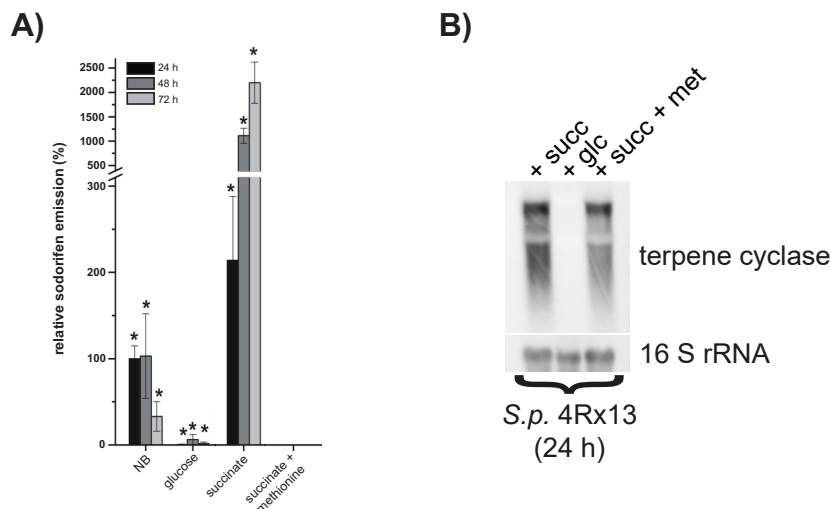 A)
B)
24 h
48 h
72 h
relative sodorifen emission (%)
2500
2000
1500
1000
500
300
200
100
0
* * * * * * * * *
NB
glucose
succinate
succinate +
methionine
+ succ
+ glc
+ succ + met
terpene cyclase
16 S rRNA
S.p. 4Rx13
(24 h)